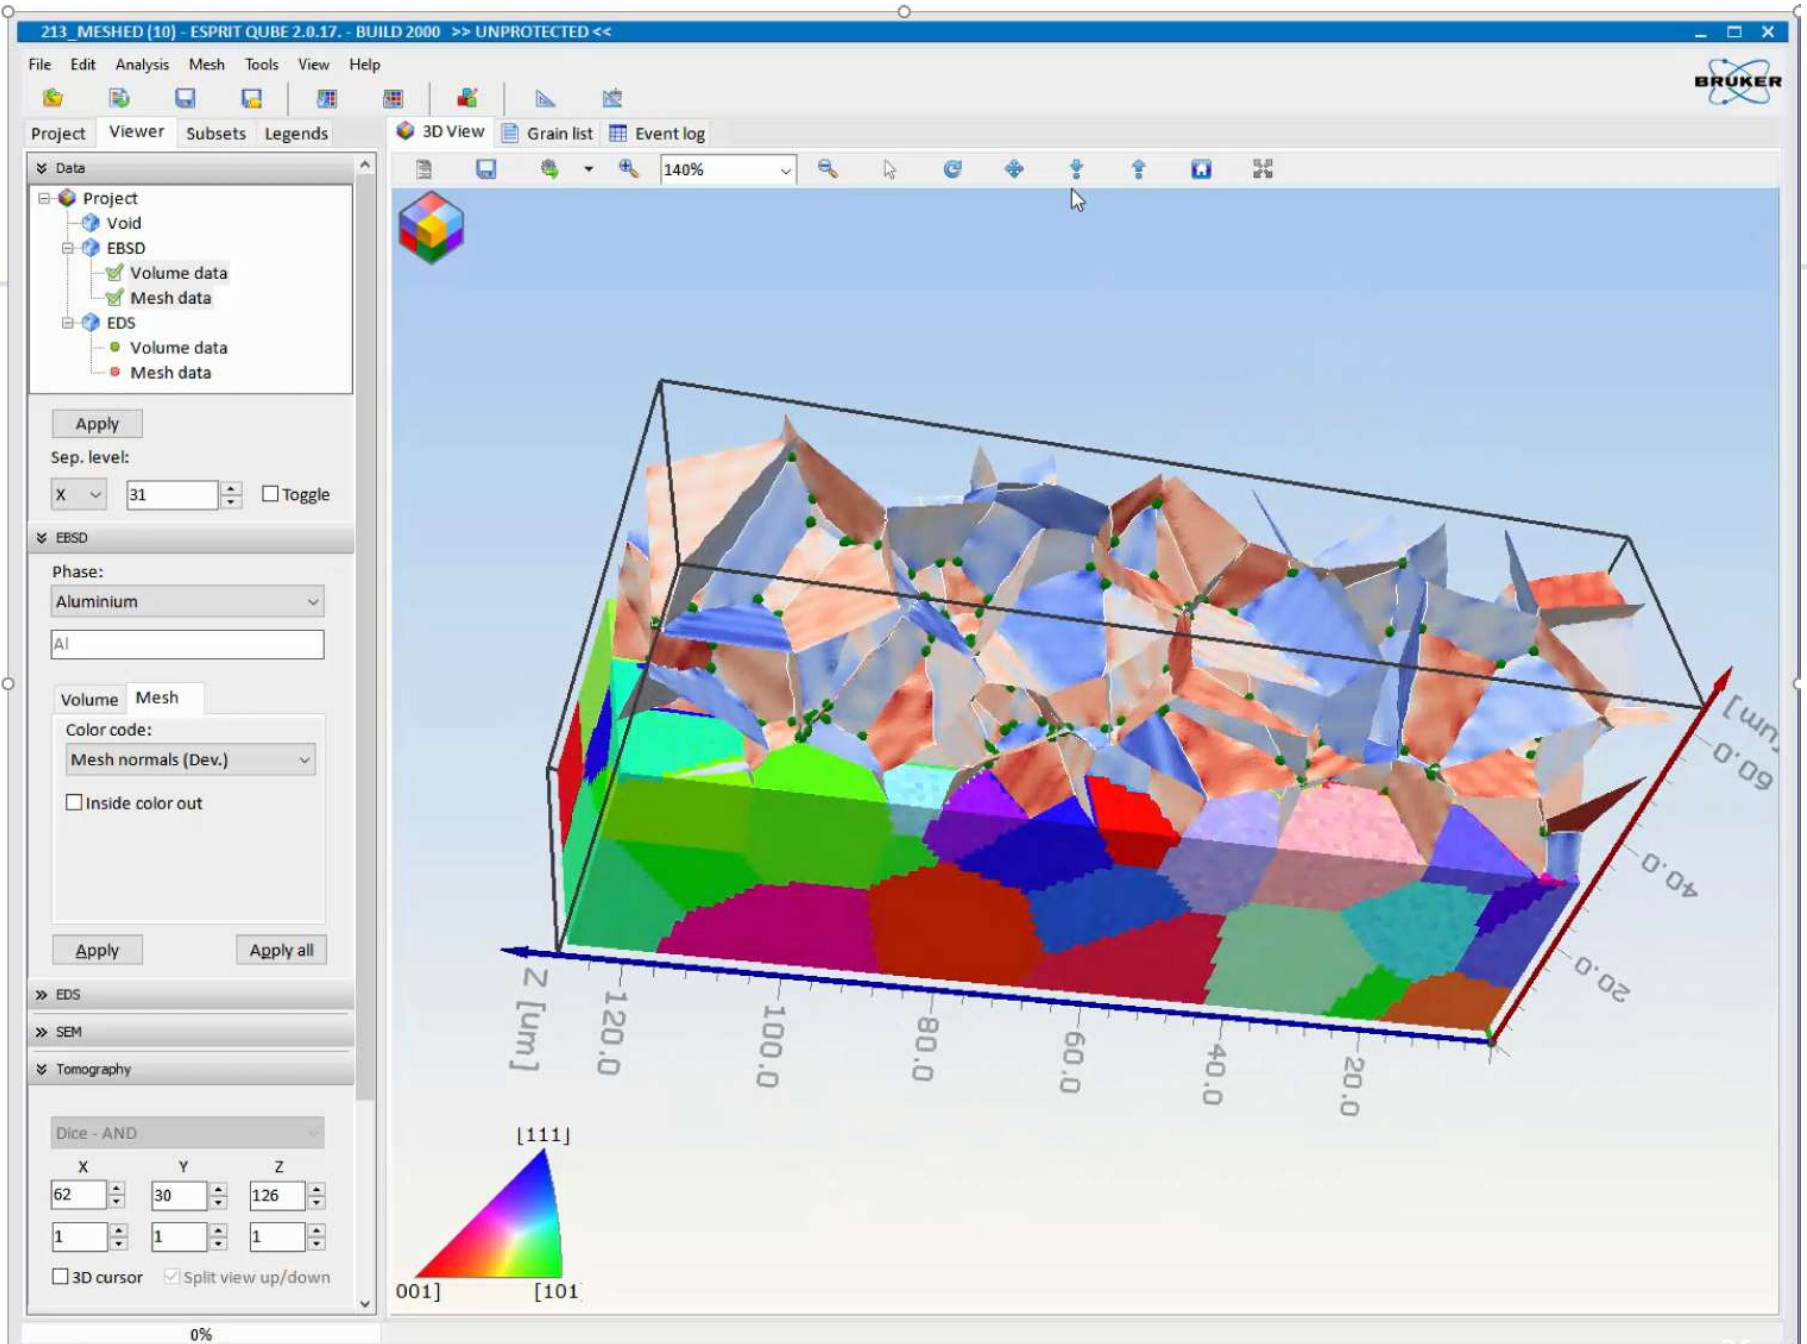 213_MESHED (10) - ESPRIT QUBE 2.0.17. - BUILD 2000 >> UNPROTECTED <<
File Edit Analysis Mesh Tools View Help
BRUKER
Project Viewer Subsets Legends
3D View Grain list Event log
Data
140%
Project
Void
EBSD
Volume data
Mesh data
EDS
Volume data
Mesh data
Apply
Sep. level:
X 31 Toggle
EBSD
Phase:
Aluminium
Al
Volume Mesh
Color code:
Mesh normals (Dev.)
Inside color out
Apply Apply all
EDS
SEM
Tomography
Dice - AND
X Y Z
62 30 126
1 1 1
3D cursor Split view up/down
0%
[um]
60.0
40.0
20.0
Z [um]
120.0
100.0
80.0
60.0
40.0
20.0
[111]
001] [101